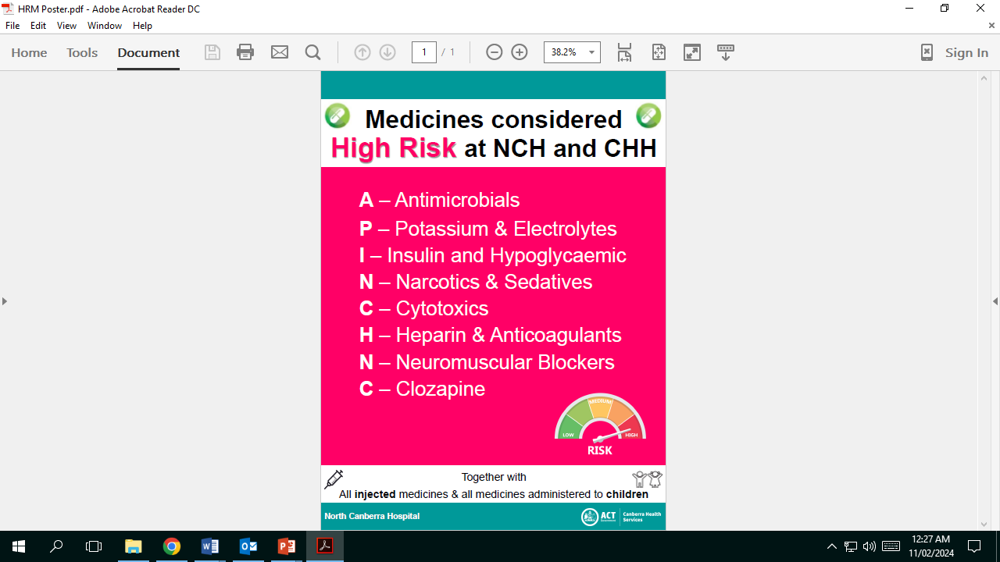 HRM Poster.pdf - Adobe Acrobat Reader DC
File Edit View Window Help
Home Tools Document 1 / 1 38.2% Sign In
Medicines considered
High Risk at NCH and CHH
A – Antimicrobials
P – Potassium & Electrolytes
I – Insulin and Hypoglycaemic
N – Narcotics & Sedatives
C – Cytotoxics
H – Heparin & Anticoagulants
N – Neuromuscular Blockers
C – Clozapine
MEDIUM
LOW HIGH
RISK
Together with
All injected medicines & all medicines administered to children
North Canberra Hospital
ACT Government
Canberra Health
Services
12:27 AM
11/02/2024